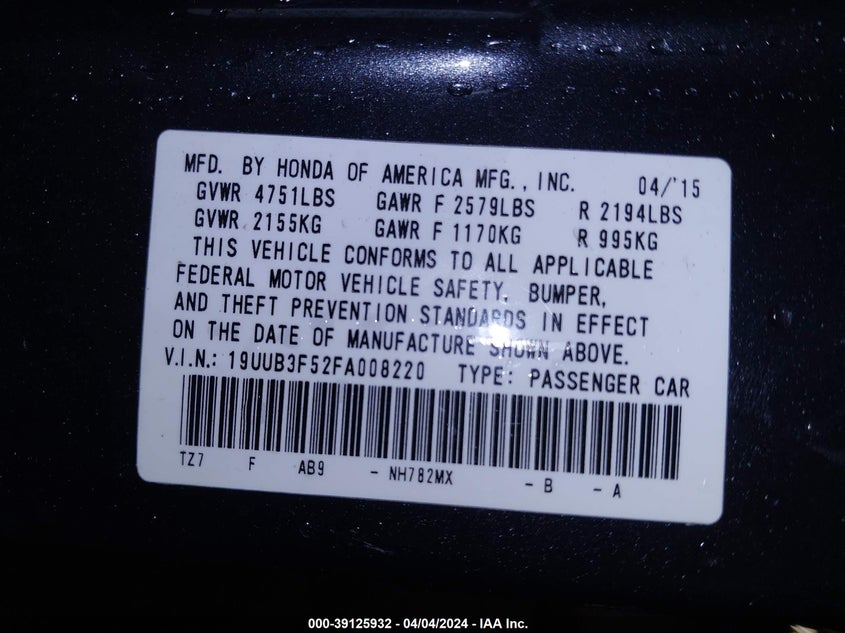 MFD. BY HONDA OF AMERICA MFG., INC. 04/'15
GVWR 4751LBS GAWR F 2579LBS R 2194LBS
GVWR 2155KG GAWR F 1170KG R 995KG
THIS VEHICLE CONFORMS TO ALL APPLICABLE
FEDERAL MOTOR VEHICLE SAFETY, BUMPER,
AND THEFT PREVENTION STANDARDS IN EFFECT
ON THE DATE OF MANUFACTURE SHOWN ABOVE.
V.I.N.: 19UUB3F52FA008220 TYPE: PASSENGER CAR
TZ7 F AB9 - NH782MX - B - A
000-39125932 - 04/04/2024 - IAA Inc.